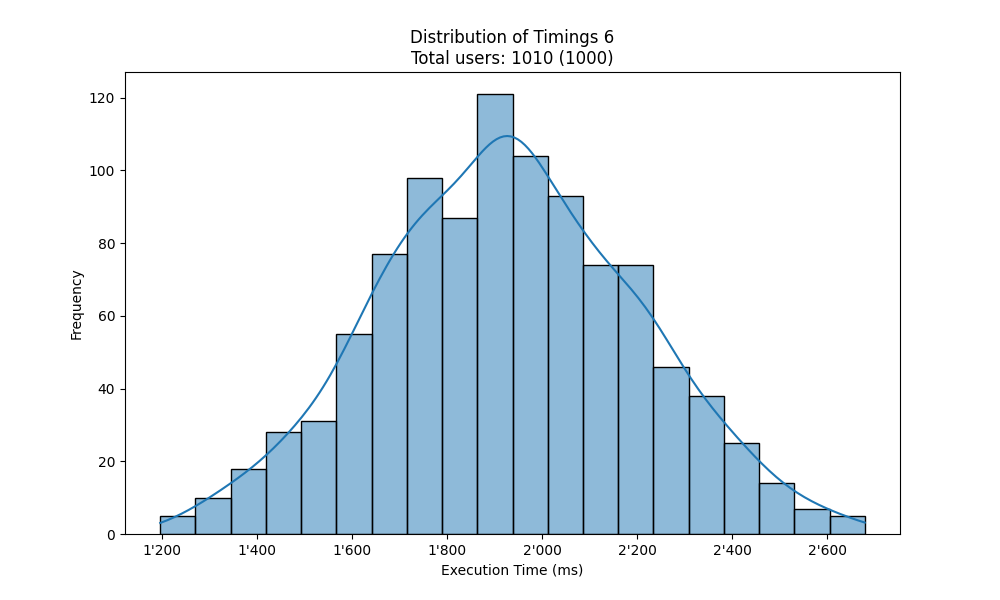 Distribution of Timings 6
Total users: 1010 (1000)
Frequency
120
100
80
60
40
20
0
1'200 1'400 1'600 1'800 2'000 2'200 2'400 2'600
Execution Time (ms)